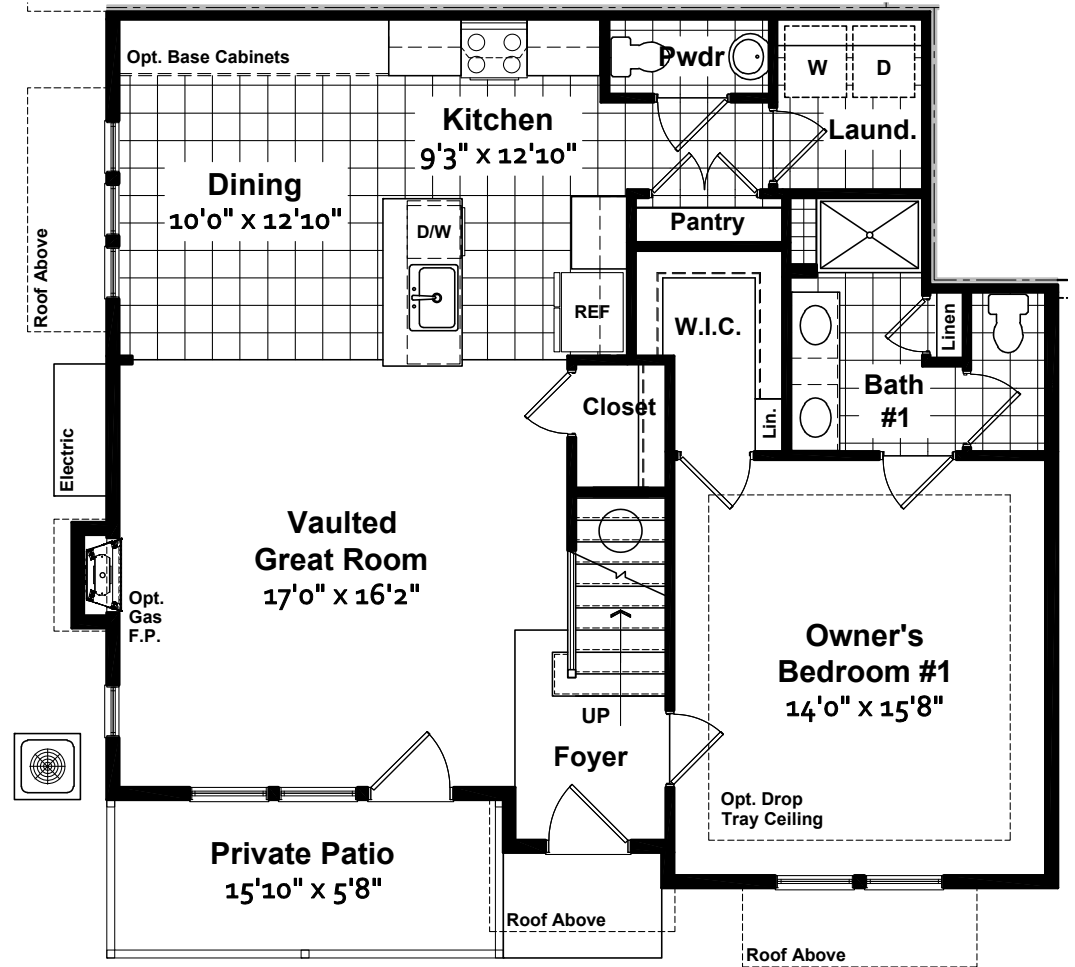 Opt. Base Cabinets
Pwdr
W
D
Kitchen
9'3" X 12'10"
Laund.
Dining
10'0" X 12'10"
Pantry
D/W
Roof Above
REF
W.I.C.
Linen
Bath
#1
Closet
Lin.
Electric
Vaulted
Great Room
17'0" X 16'2"
Opt.
Gas
F.P.
Owner's
Bedroom #1
14'0" X 15'8"
UP
Foyer
Opt. Drop
Tray Ceiling
Private Patio
15'10" X 5'8"
Roof Above
Roof Above